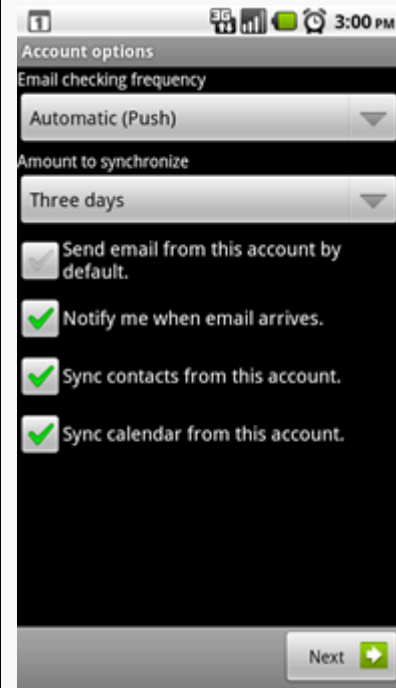 1
3G
3:00 PM
Account options
Email checking frequency
Automatic (Push)
Amount to synchronize
Three days
Send email from this account by
default.
Notify me when email arrives.
Sync contacts from this account.
Sync calendar from this account.
Next